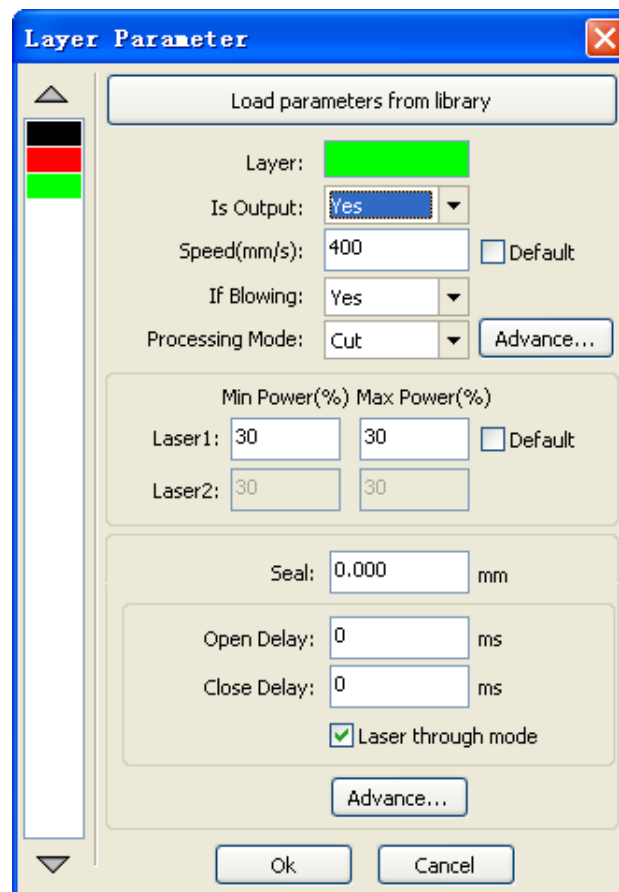 Layer Parameter
Load parameters from library
Layer:
Is Output: Yes
Speed(mm/s): 400 Default
If Blowing: Yes
Processing Mode: Cut Advance...
Min Power(%) Max Power(%)
Laser1: 30 30 Default
Laser2: 30 30
Seal: 0.000 mm
Open Delay: 0 ms
Close Delay: 0 ms
Laser through mode
Advance...
Ok Cancel